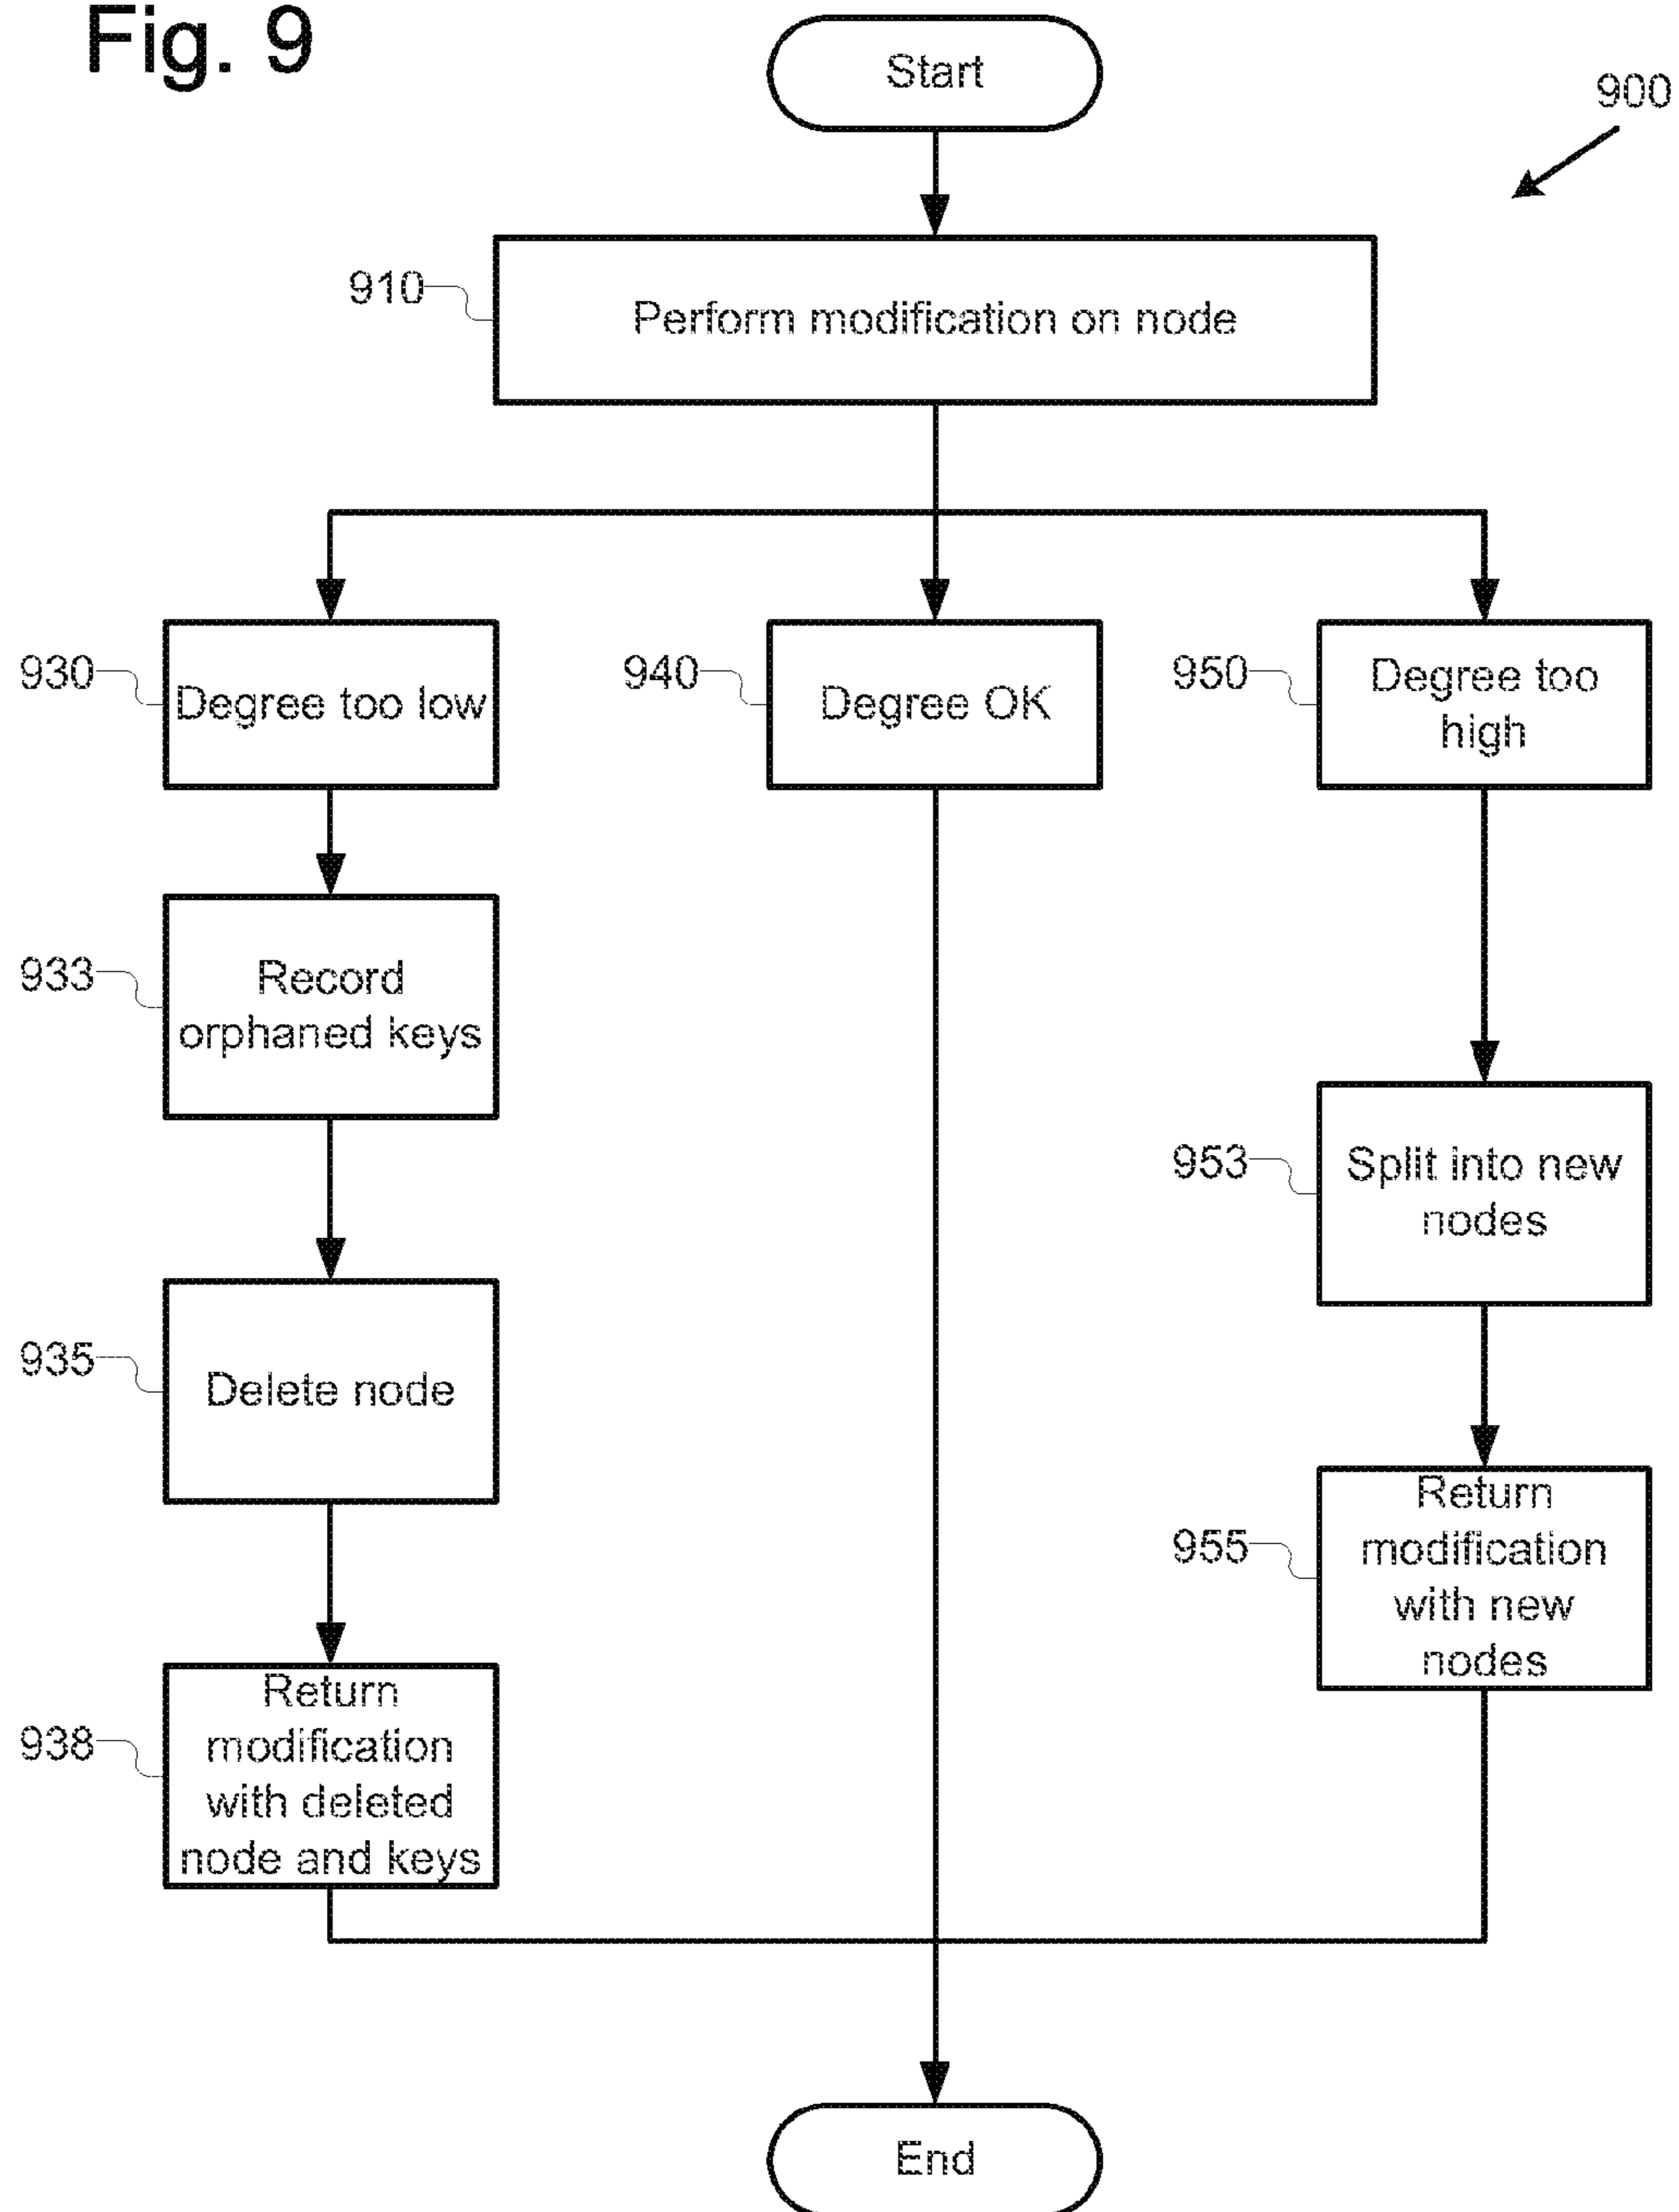 Fig. 9
Start
900
910
Perform modification on node
930
Degree too low
940
Degree OK
950
Degree too
high
933
Record
orphaned keys
953
Split into new
nodes
935
Delete node
955
Return
modification
with new
nodes
938
Return
modification
with deleted
node and keys
End